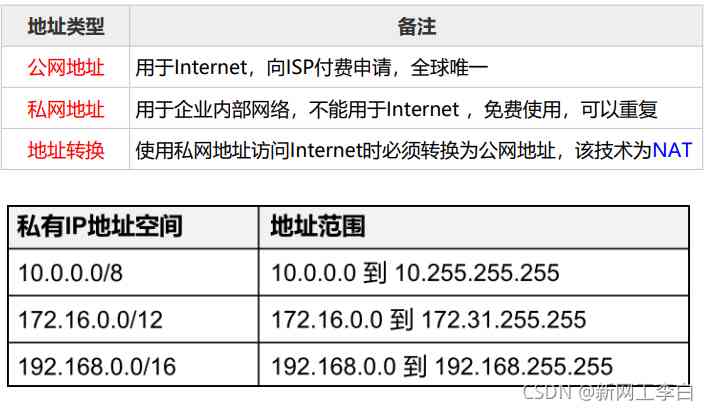 地址类型 备注
公网地址 用于Internet，向ISP付费申请，全球唯一
私网地址 用于企业内部网络，不能用于Internet ，免费使用，可以重复
地址转换 使用私网地址访问Internet时必须转换为公网地址，该技术为NAT
私有IP地址空间 地址范围
10.0.0.0/8 10.0.0.0 到 10.255.255.255
172.16.0.0/12 172.16.0.0 到 172.31.255.255
192.168.0.0/16 192.168.0.0 到 192.168.255.255
CSDN @新网工李白